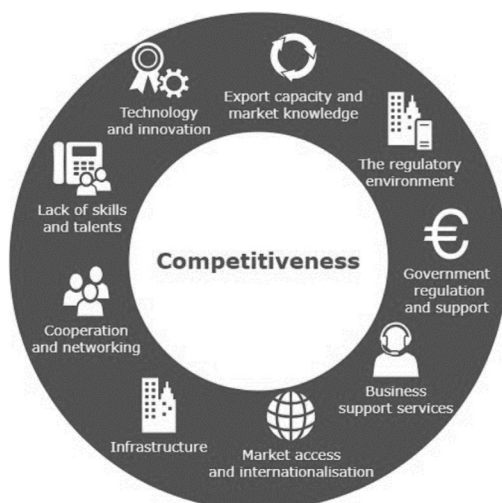 Technology
and innovation
Export capacity and
market knowledge
The regulatory
environment
Lack of skills
and talents
Competitiveness
€
Government
regulation
and support
Cooperation
and networking
Business
support services
Infrastructure
Market access
and internationalisation